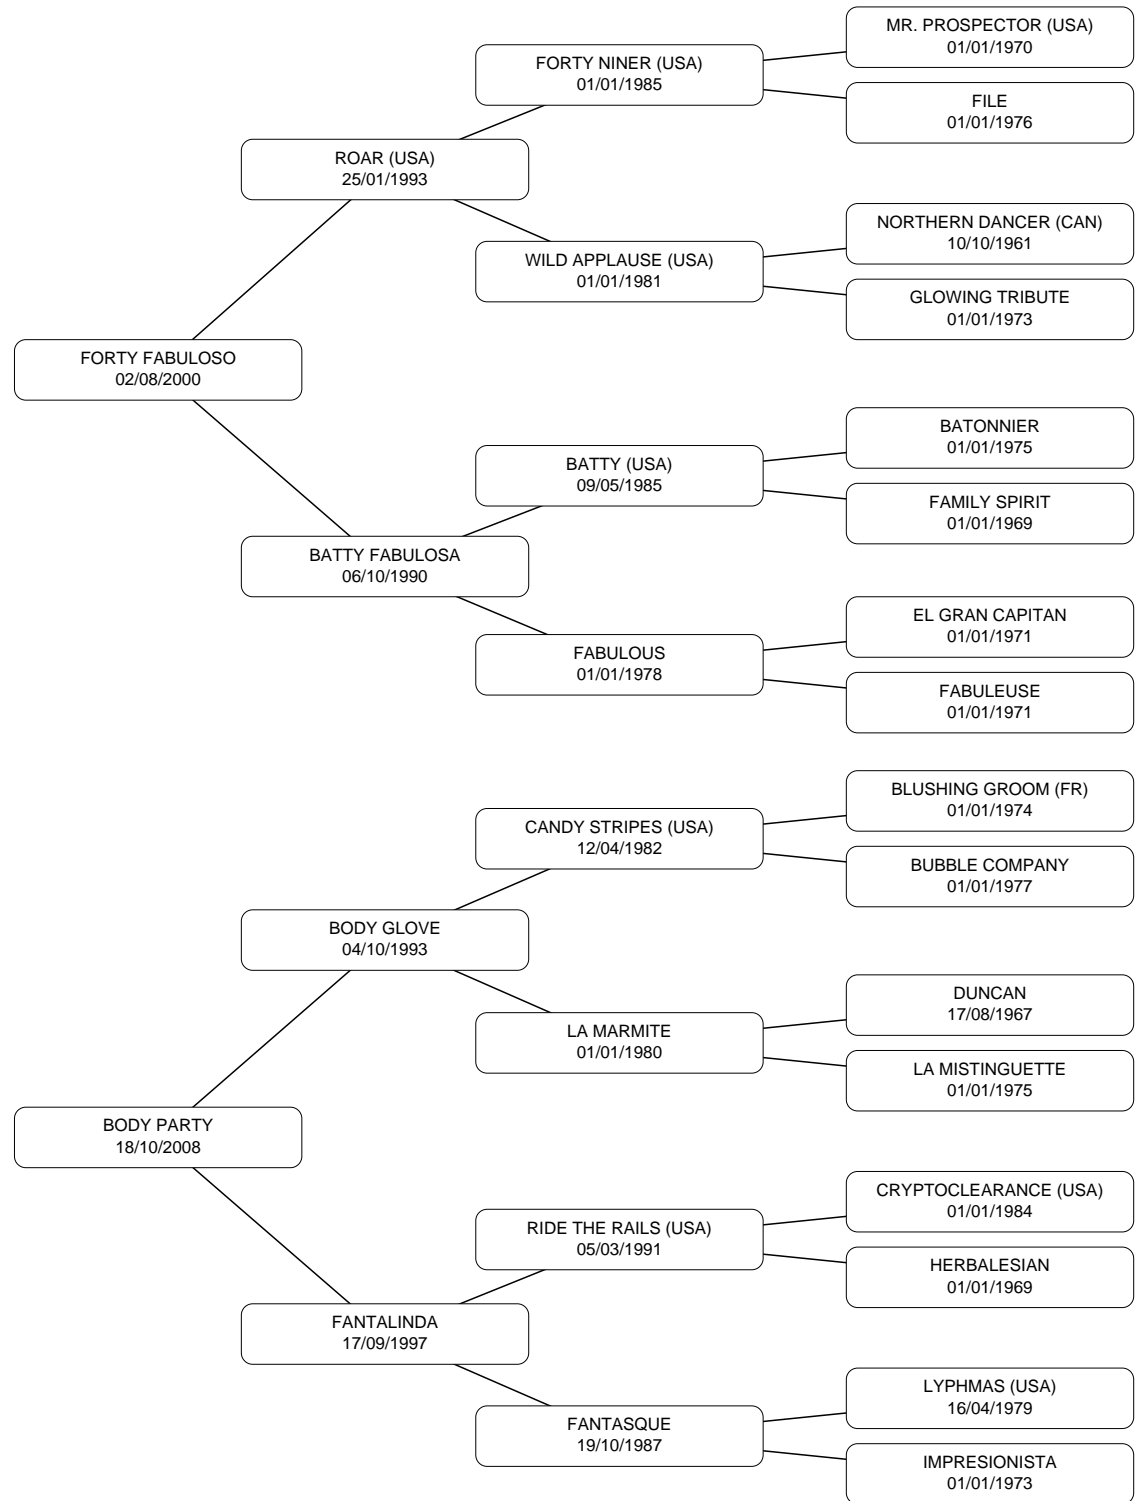 MR. PROSPECTOR (USA)
01/01/1970
FORTY NINER (USA)
01/01/1985
FILE
01/01/1976
ROAR (USA)
25/01/1993
NORTHERN DANCER (CAN)
10/10/1961
WILD APPLAUSE (USA)
01/01/1981
GLOWING TRIBUTE
01/01/1973
FORTY FABULOSO
02/08/2000
BATONNIER
01/01/1975
BATTY (USA)
09/05/1985
FAMILY SPIRIT
01/01/1969
BATTY FABULOSA
06/10/1990
EL GRAN CAPITAN
01/01/1971
FABULOUS
01/01/1978
FABULEUSE
01/01/1971
BLUSHING GROOM (FR)
01/01/1974
CANDY STRIPES (USA)
12/04/1982
BUBBLE COMPANY
01/01/1977
BODY GLOVE
04/10/1993
DUNCAN
17/08/1967
LA MARMITE
01/01/1980
LA MISTINGUETTE
01/01/1975
BODY PARTY
18/10/2008
CRYPTOCLEARANCE (USA)
01/01/1984
RIDE THE RAILS (USA)
05/03/1991
HERBALESIAN
01/01/1969
FANTALINDA
17/09/1997
LYPHMAS (USA)
16/04/1979
FANTASQUE
19/10/1987
IMPRESIONISTA
01/01/1973